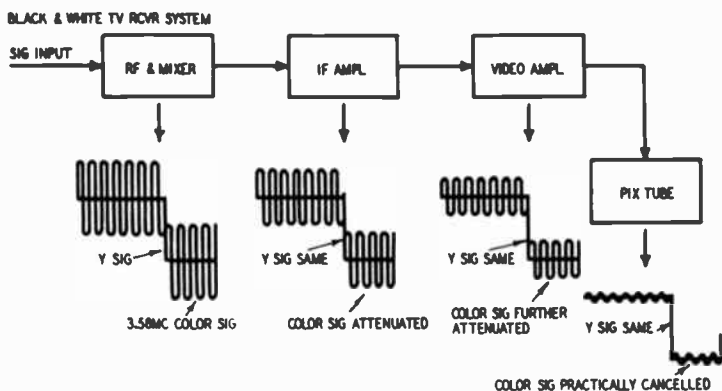 BLACK & WHITE TV RCVR SYSTEM
SIG INPUT
RF & MIXER
IF AMPL
VIDEO AMPL
PIX TUBE
Y SIG
3.58MC COLOR SIG
Y SIG SAME
COLOR SIG ATTENUATED
Y SIG SAME
COLOR SIG FURTHER
ATTENUATED
Y SIG SAME
COLOR SIG PRACTICALLY CANCELLED